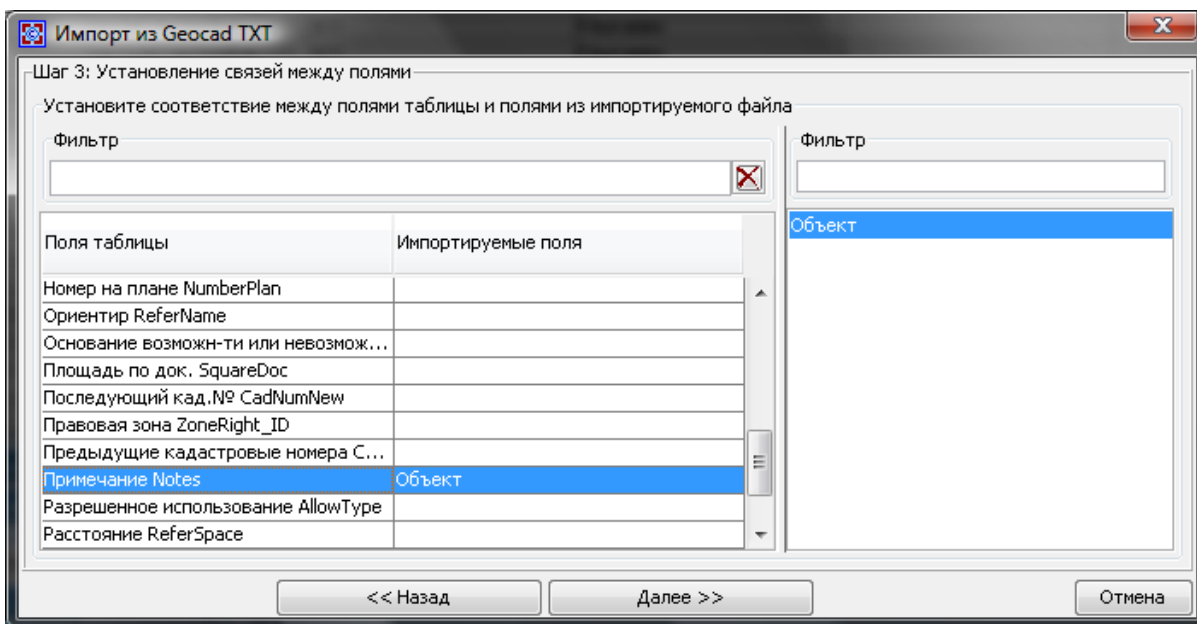 Импорт из Geocad TXT
Шаг 3: Установление связей между полями
Установите соответствие между полями таблицы и полями из импортируемого файла
Фильтр
Фильтр
Поля таблицы Импортируемые поля
Объект
Номер на плане NumberPlan
Ориентир ReferName
Основание возможн-ти или невозмож...
Площадь по док. SquareDoc
Последующий кад.№ CadNumNew
Правовая зона ZoneRight_ID
Предыдущие кадастровые номера C...
Примечание Notes Объект
Разрешенное использование AllowType
Расстояние ReferSpace
<< Назад Далее >> Отмена